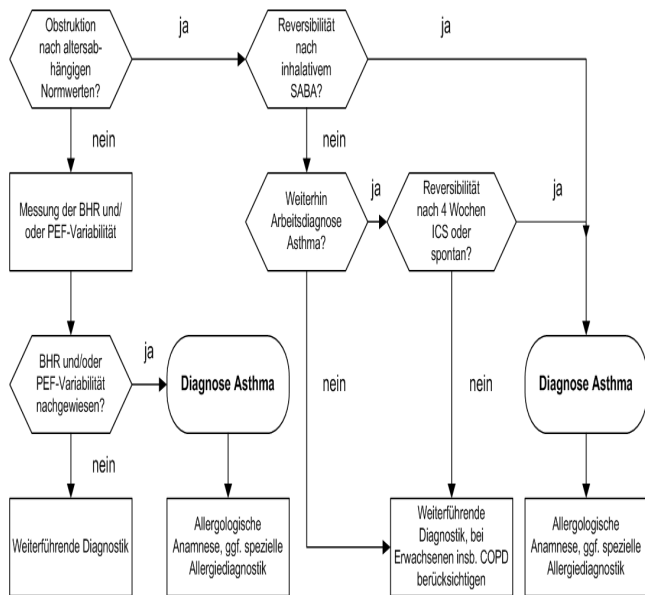 Obstruktion
nach altersab-
hängigen
Normwerten?
ja
Reversibilität
nach
inhalativem
SABA?
ja
nein
nein
Messung der BHR und/
oder PEF-Variabilität
Weiterhin
Arbeitsdiagnose
Asthma?
ja
Reversibilität
nach 4 Wochen
ICS oder
spontan?
ja
BHR und/oder
PEF-Variabilität
nachgewiesen?
ja
Diagnose Asthma
nein
nein
Diagnose Asthma
nein
Weiterführende Diagnostik
Allergologische
Anamnese, ggf. spezielle
Allergiediagnostik
Weiterführende
Diagnostik, bei
Erwachsenen insb. COPD
berücksichtigen
Allergologische
Anamnese, ggf. spezielle
Allergiediagnostik